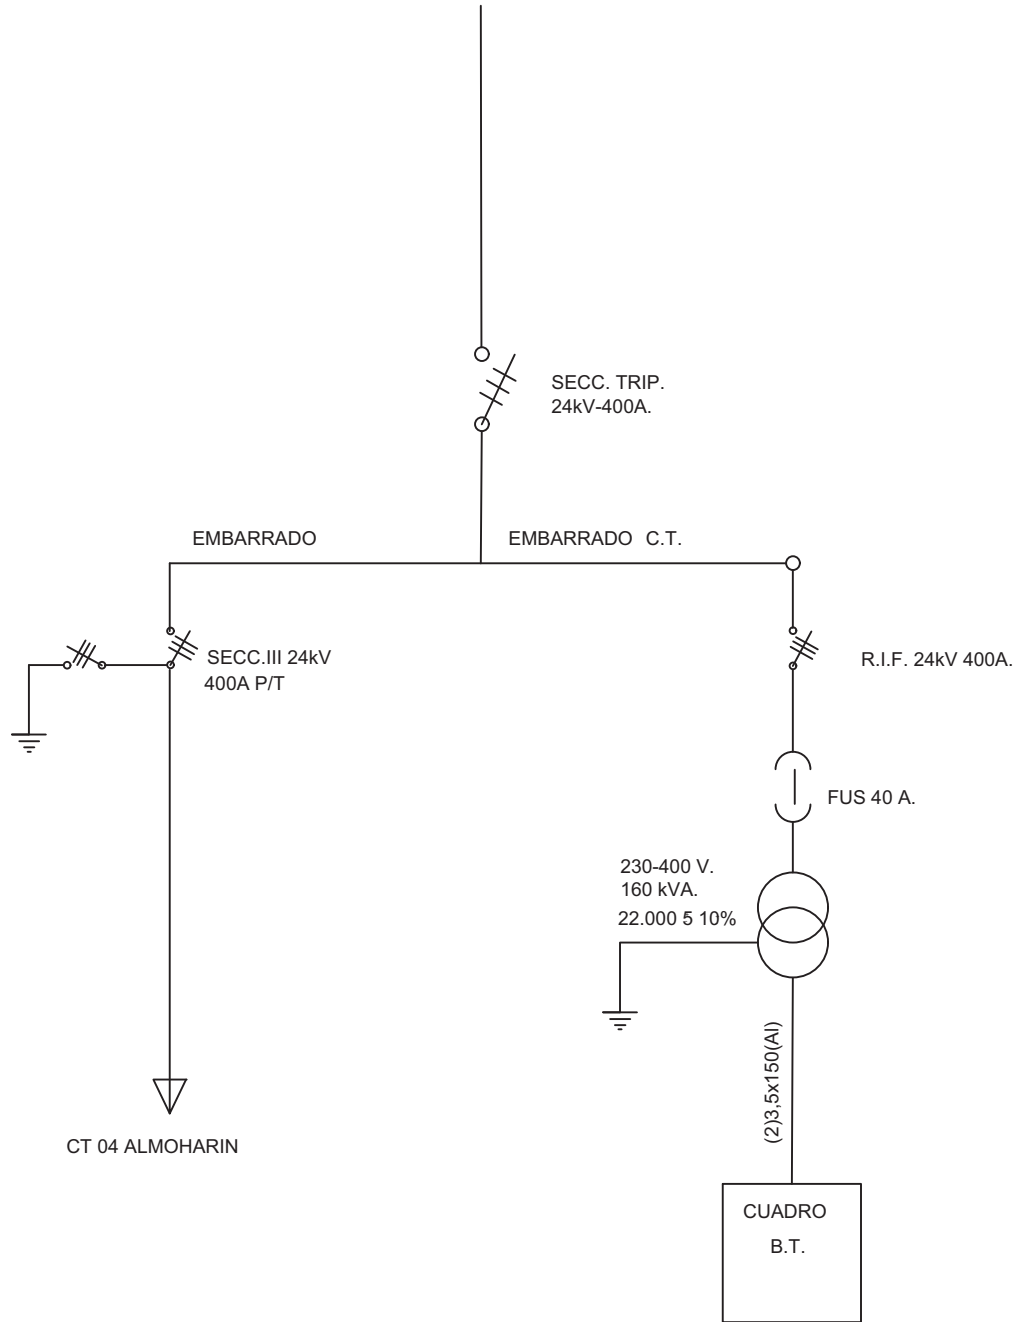 SECC. TRIP.
24kV-400A.
EMBARRADO
EMBARRADO C.T.
SECC.III 24kV
400A P/T
R.I.F. 24kV 400A.
FUS 40 A.
230-400 V.
160 kVA.
22.000 5 10%
(2)3,5x150(Al)
CT 04 ALMOHARIN
CUADRO
B.T.